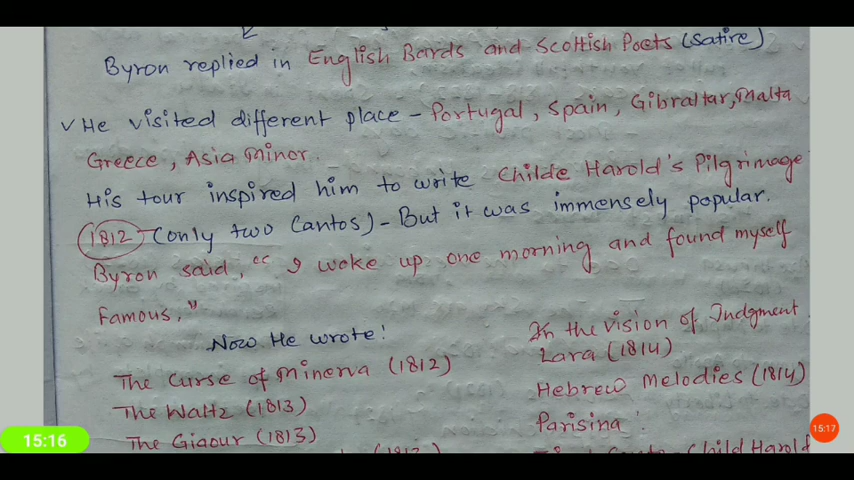 Byron replied in English Bards and Scottish Poets (satire)
✓ He visited different place - Portugal, Spain, Gibraltar, Malta
Greece, Asia Minor.
His tour inspired him to write Childe Harold's Pilgrimage
1812 - (only two Cantos) - But it was immensely popular.
Byron said, "I woke up one morning and found myself
famous."
Now He wrote:
The Curse of Minerva (1812)
The Waltz (1813)
The Giaour (1813)
In the vision of Judgment
Lara (1814)
Hebrew Melodies (1814)
Parisina :
Child Harold
15:16
15:17